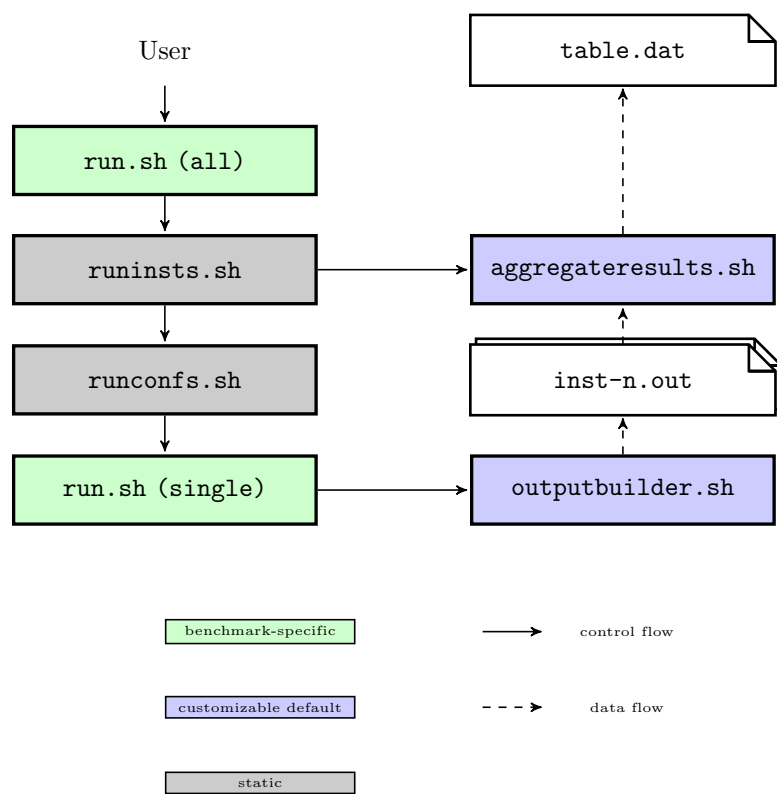 User
table.dat
run.sh (all)
runinsts.sh
aggregateresults.sh
runconfs.sh
inst-n.out
run.sh (single)
outputbuilder.sh
benchmark-specific
control flow
customizable default
data flow
static